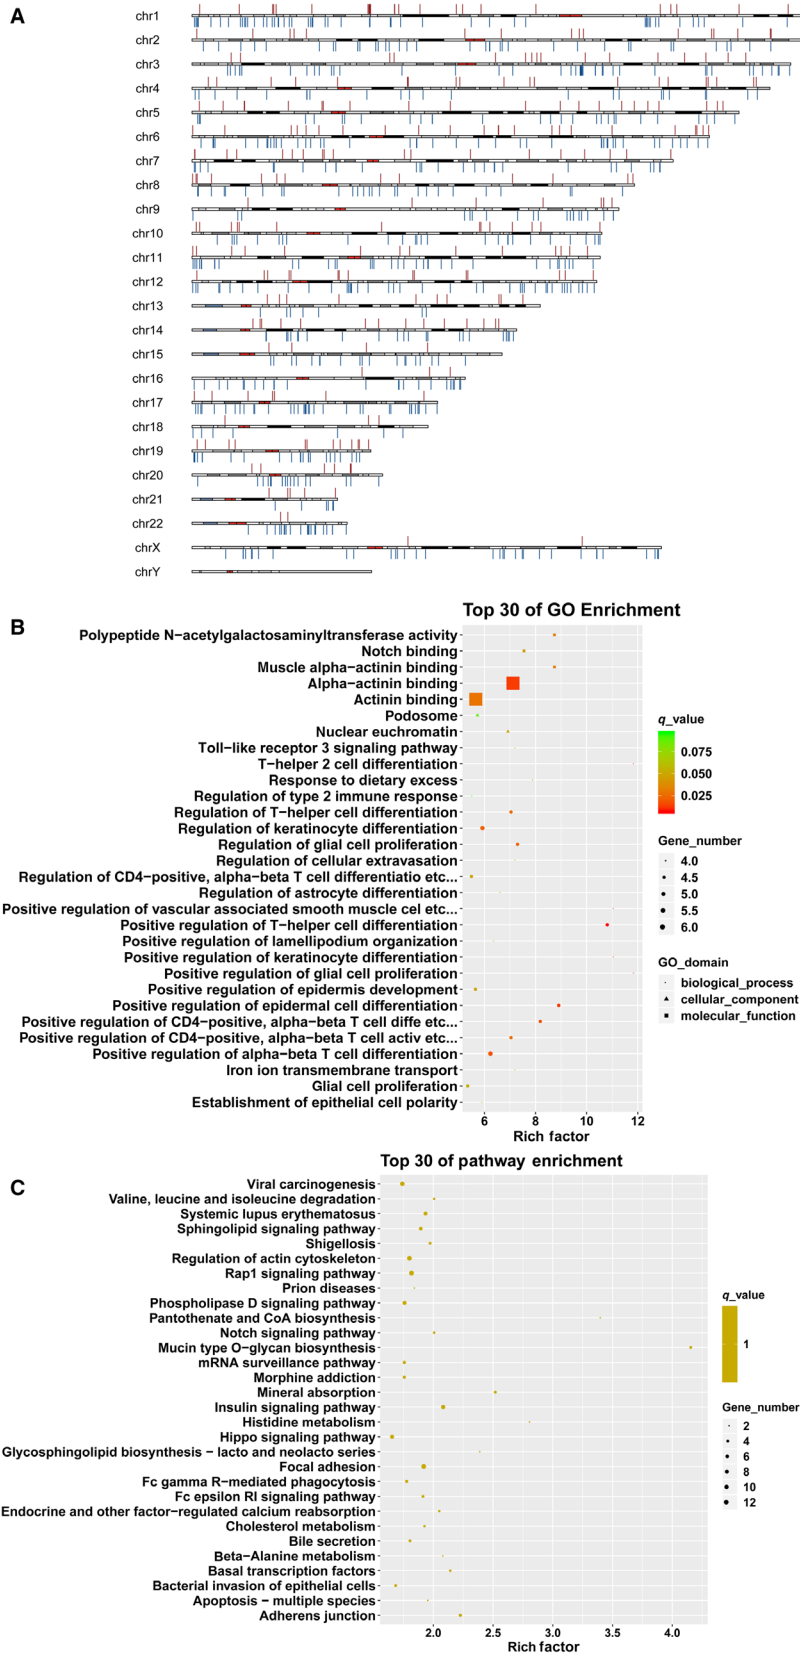 A
chr1
chr2
chr3
chr4
chr5
chr6
chr7
chr8
chr9
chr10
chr11
chr12
chr13
chr14
chr15
chr16
chr17
chr18
chr19
chr20
chr21
chr22
chrX
chrY
B
Top 30 of GO Enrichment
Polypeptide N−acetylgalactosaminyltransferase activity
Notch binding
Muscle alpha−actinin binding
Alpha−actinin binding
Actinin binding
Podosome
Nuclear euchromatin
Toll−like receptor 3 signaling pathway
T−helper 2 cell differentiation
Response to dietary excess
Regulation of type 2 immune response
Regulation of T−helper cell differentiation
Regulation of keratinocyte differentiation
Regulation of glial cell proliferation
Regulation of cellular extravasation
Regulation of CD4−positive, alpha−beta T cell differentiatio etc...
Regulation of astrocyte differentiation
Positive regulation of vascular associated smooth muscle cel etc...
Positive regulation of T−helper cell differentiation
Positive regulation of lamellipodium organization
Positive regulation of keratinocyte differentiation
Positive regulation of glial cell proliferation
Positive regulation of epidermis development
Positive regulation of epidermal cell differentiation
Positive regulation of CD4−positive, alpha−beta T cell diffe etc...
Positive regulation of CD4−positive, alpha−beta T cell activ etc...
Positive regulation of alpha−beta T cell differentiation
Iron ion transmembrane transport
Glial cell proliferation
Establishment of epithelial cell polarity
6 8 10 12
Rich factor
q_value
0.075
0.050
0.025
Gene_number
4.0
4.5
5.0
5.5
6.0
GO_domain
biological_process
cellular_component
molecular_function
C
Top 30 of pathway enrichment
Viral carcinogenesis
Valine, leucine and isoleucine degradation
Systemic lupus erythematosus
Sphingolipid signaling pathway
Shigellosis
Regulation of actin cytoskeleton
Rap1 signaling pathway
Prion diseases
Phospholipase D signaling pathway
Pantothenate and CoA biosynthesis
Notch signaling pathway
Mucin type O−glycan biosynthesis
mRNA surveillance pathway
Morphine addiction
Mineral absorption
Insulin signaling pathway
Histidine metabolism
Hippo signaling pathway
Glycosphingolipid biosynthesis − lacto and neolacto series
Focal adhesion
Fc gamma R−mediated phagocytosis
Fc epsilon RI signaling pathway
Endocrine and other factor−regulated calcium reabsorption
Cholesterol metabolism
Bile secretion
Beta−Alanine metabolism
Basal transcription factors
Bacterial invasion of epithelial cells
Apoptosis − multiple species
Adherens junction
2.0 2.5 3.0 3.5 4.0
Rich factor
q_value
1
Gene_number
2
4
6
8
10
12